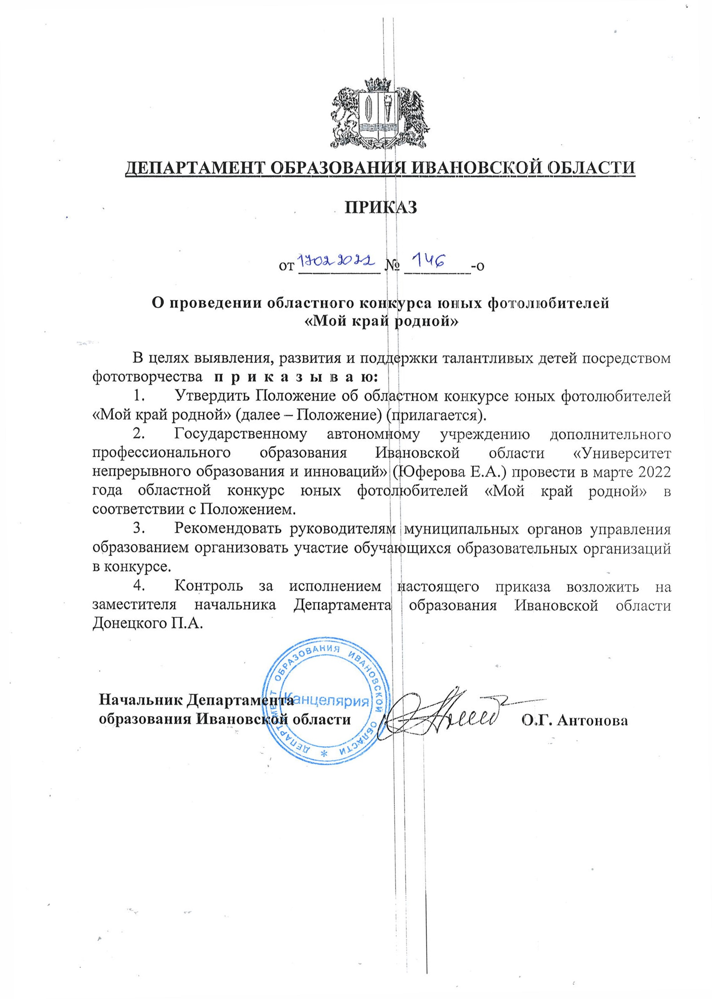 ДЕПАРТАМЕНТ ОБРАЗОВАНИЯ ИВАНОВСКОЙ ОБЛАСТИ
ПРИКАЗ
от 17 02 2022 № 146 -о
О проведении областного конкурса юных фотолюбителей
«Мой край родной»
В целях выявления, развития и поддержки талантливых детей посредством
фототворчества п р и к а з ы в а ю:
1. Утвердить Положение об областном конкурсе юных фотолюбителей
«Мой край родной» (далее – Положение) (прилагается).
2. Государственному автономному учреждению дополнительного
профессионального образования Ивановской области «Университет
непрерывного образования и инноваций» (Юферова Е.А.) провести в марте 2022
года областной конкурс юных фотолюбителей «Мой край родной» в
соответствии с Положением.
3. Рекомендовать руководителям муниципальных органов управления
образованием организовать участие обучающихся образовательных организаций
в конкурсе.
4. Контроль за исполнением настоящего приказа возложить на
заместителя начальника Департамента образования Ивановской области
Донецкого П.А.
Начальник Департамента
образования Ивановской области О.Г. Антонова
ДЕПАРТАМЕНТ ОБРАЗОВАНИЯ ИВАНОВСКОЙ ОБЛАСТИ *
Канцелярия